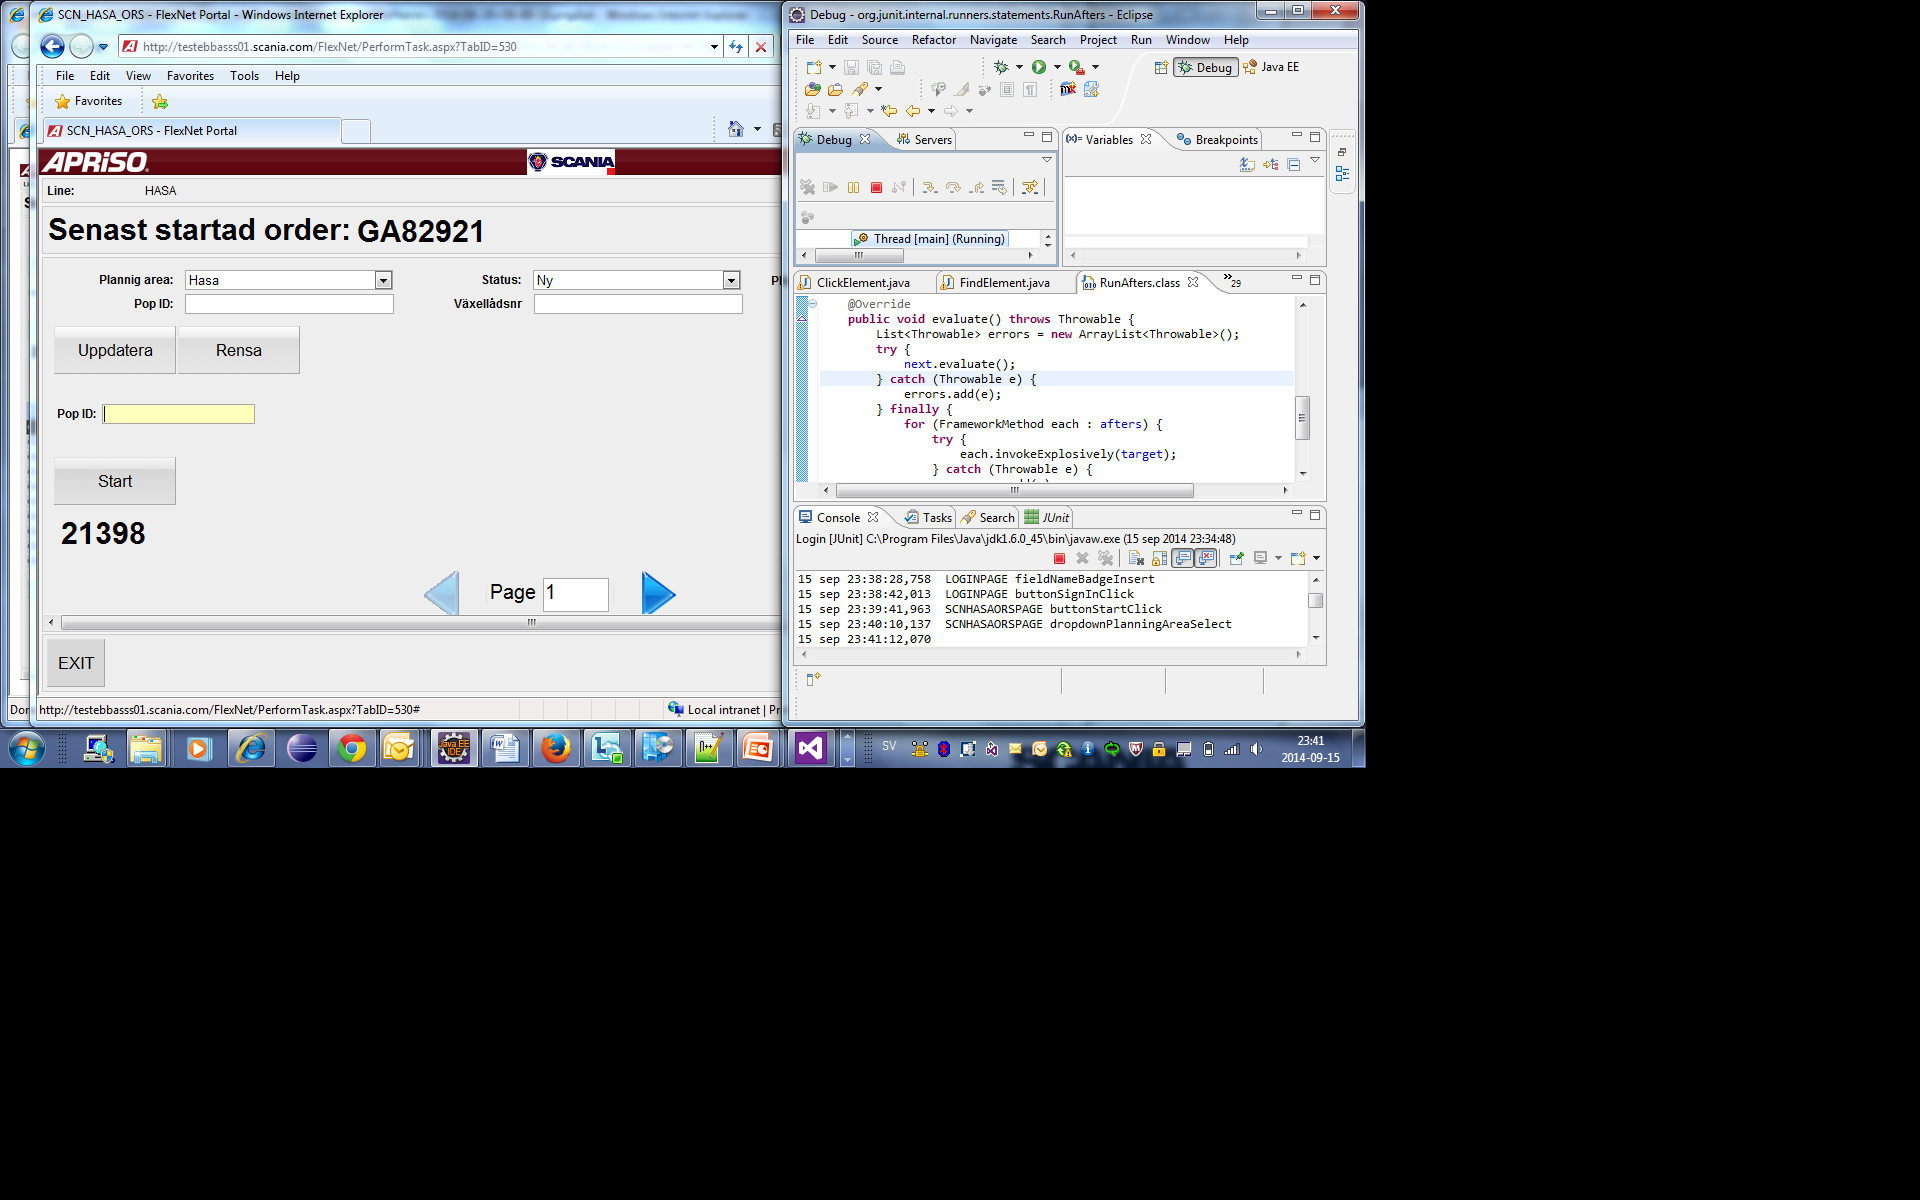 SCN_HASA_ORS - FlexNet Portal - Windows Internet Explorer
http://testebbasss01.scania.com/FlexNet/PerformTask.aspx?TabID=530
File Edit View Favorites Tools Help
Favorites
SCN_HASA_ORS - FlexNet Portal
APRiSO
SCANIA
Line: HASA
Senast startad order: GA82921
Plannig area: Hasa Status: Ny
Pop ID: Växellådsnr
Uppdatera Rensa
Pop ID:
Start
21398
Page 1
EXIT
http://testebbasss01.scania.com/FlexNet/PerformTask.aspx?TabID=530# Local intranet | Pr
Debug - org.junit.internal.runners.statements.RunAfters - Eclipse
File Edit Source Refactor Navigate Search Project Run Window Help
Debug Java EE
Debug Servers
Variables Breakpoints
Thread [main] (Running)
ClickElement.java FindElement.java RunAfters.class 29
@Override
public void evaluate() throws Throwable {
List<Throwable> errors = new ArrayList<Throwable>();
try {
next.evaluate();
} catch (Throwable e) {
errors.add(e);
} finally {
for (FrameworkMethod each : afters) {
try {
each.invokeExplosively(target);
} catch (Throwable e) {
Console Tasks Search JUnit
Login [JUnit] C:\Program Files\Java\jdk1.6.0_45\bin\javaw.exe (15 sep 2014 23:34:48)
15 sep 23:38:28,758 LOGINPAGE fieldNameBadgeInsert
15 sep 23:38:42,013 LOGINPAGE buttonSignInClick
15 sep 23:39:41,963 SCNHASAORSPAGE buttonStartClick
15 sep 23:40:10,137 SCNHASAORSPAGE dropdownPlanningAreaSelect
15 sep 23:41:12,070
Java EE
IDE
SV
23:41
2014-09-15